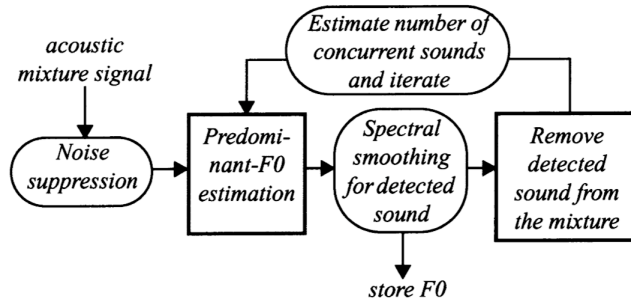 Estimate number of
concurrent sounds
and iterate
acoustic
mixture signal
Noise
suppression
Predomi-
nant-F0
estimation
Spectral
smoothing
for detected
sound
Remove
detected
sound from
the mixture
store F0